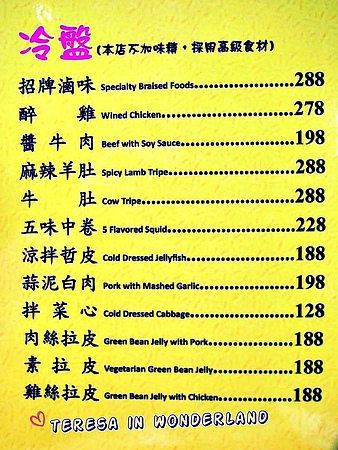 冷盤(本店不加味精,採用高級食材)
招牌滷味 Specialty Braised Foods......................288
醉 雞 Wined Chicken.............................278
醬牛肉 Beef with Soy Sauce.........................198
麻辣羊肚 Spicy Lamb Tripe...........................288
牛 肚 Cow Tripe.................................288
五味中卷 5 Flavored Squid............................228
涼拌哲皮 Cold Dressed Jellyfish.......................188
蒜泥白肉 Pork with Mashed Garlic....................198
拌菜心 Cold Dressed Cabbage......................128
肉絲拉皮 Green Bean Jelly with Pork..................188
素拉皮 Vegetarian Green Bean Jelly.................188
雞絲拉皮 Green Bean Jelly with Chicken...............188
TERESA IN WONDERLAND